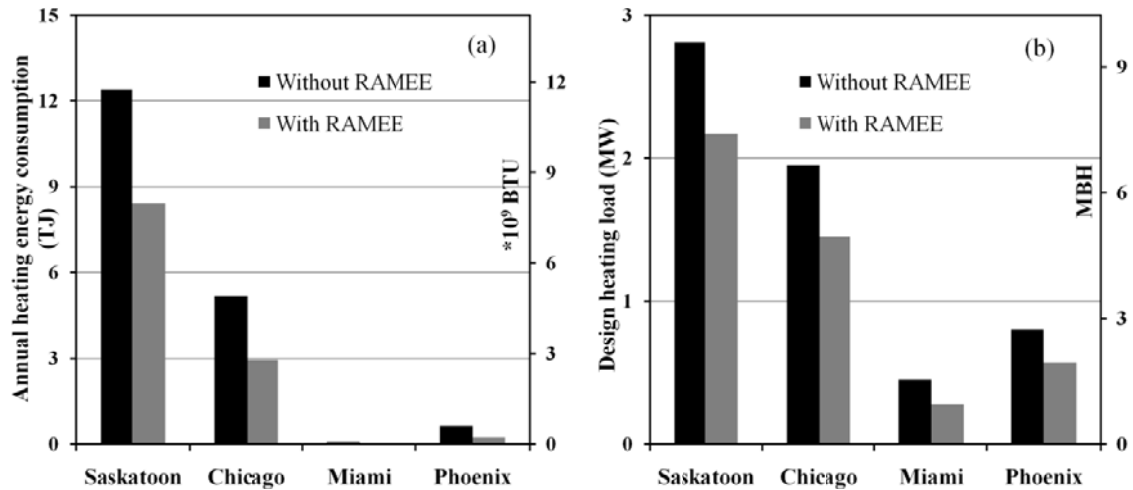 15
12
9
6
3
0
Annual heating energy consumption
(TJ)
(a)
Without RAMEE
With RAMEE
12
9
6
3
0
*10⁹ BTU
Saskatoon Chicago Miami Phoenix
3
2
1
0
Design heating load (MW)
(b)
Without RAMEE
With RAMEE
9
6
3
0
MBH
Saskatoon Chicago Miami Phoenix